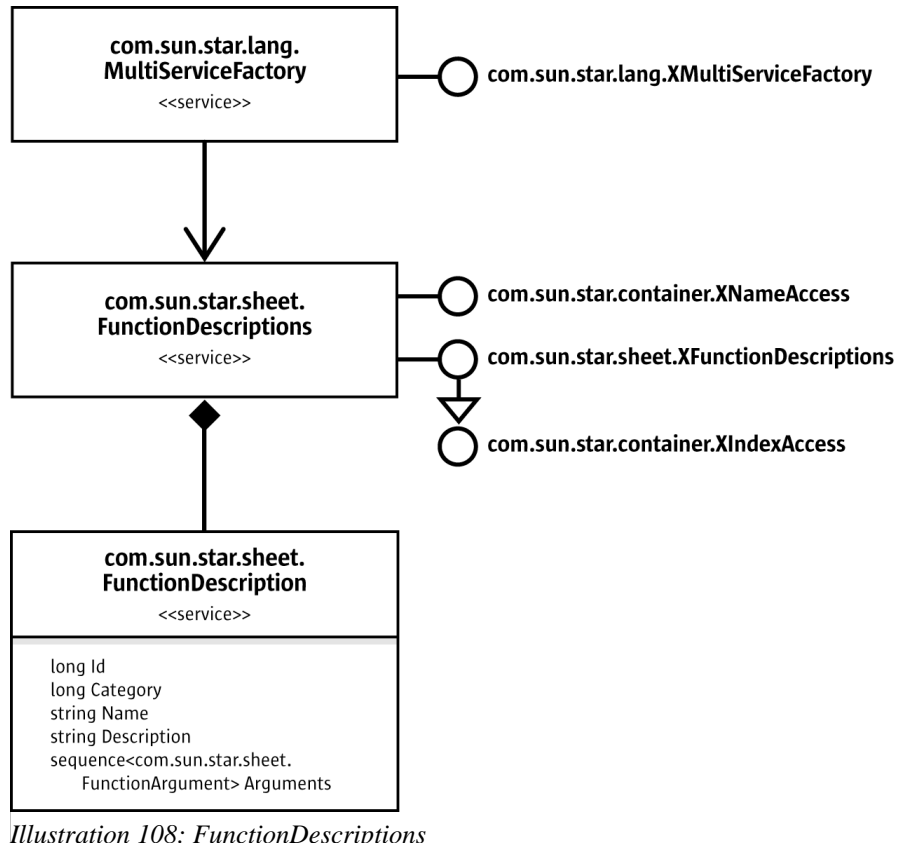 com.sun.star.lang.
MultiServiceFactory
<<service>>
com.sun.star.lang.XMultiServiceFactory
com.sun.star.sheet.
FunctionDescriptions
<<service>>
com.sun.star.container.XNameAccess
com.sun.star.sheet.XFunctionDescriptions
com.sun.star.container.XIndexAccess
com.sun.star.sheet.
FunctionDescription
<<service>>
long Id
long Category
string Name
string Description
sequence<com.sun.star.sheet.
FunctionArgument> Arguments
Illustration 108: FunctionDescriptions